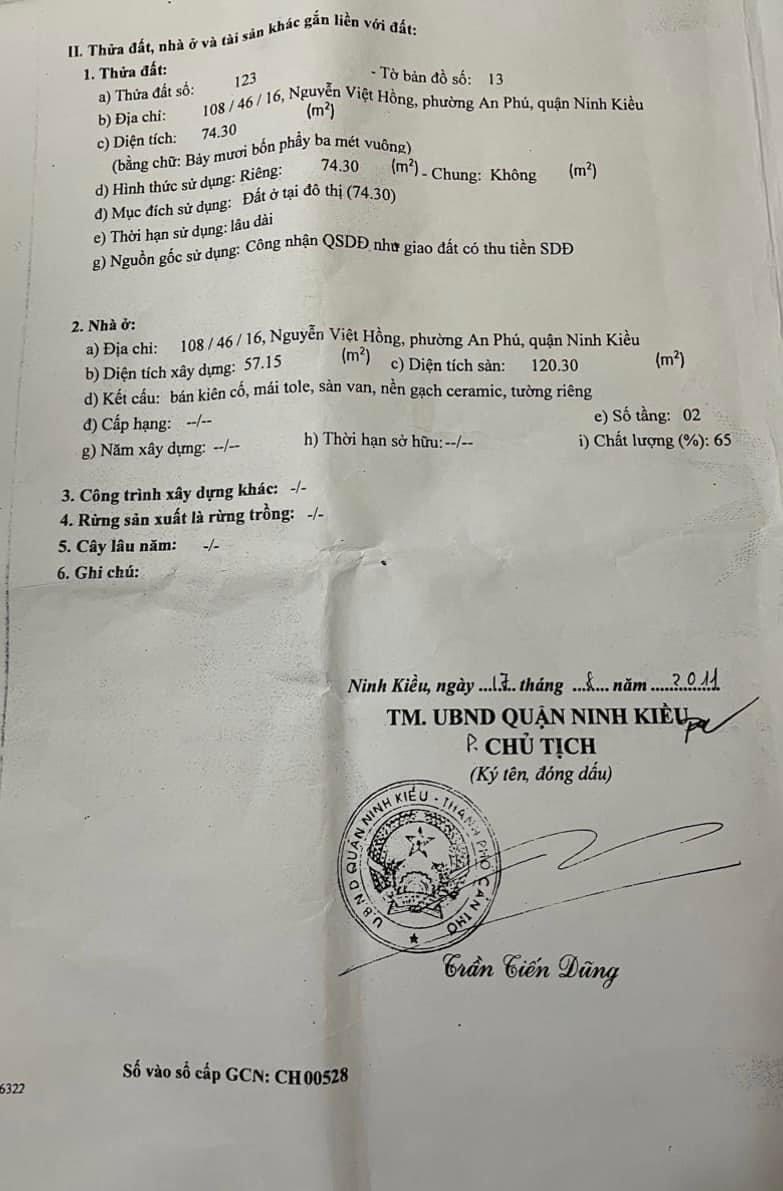 II. Thửa đất, nhà ở và tài sản khác gắn liền với đất:
1. Thửa đất:
a) Thửa đất số: 123 - Tờ bản đồ số: 13
b) Địa chỉ: 108 / 46 / 16, Nguyễn Việt Hồng, phường An Phú, quận Ninh Kiều
c) Diện tích: 74.30 (m²)
(bằng chữ: Bảy mươi bốn phẩy ba mét vuông)
d) Hình thức sử dụng: Riêng: 74.30 (m²) - Chung: Không (m²)
đ) Mục đích sử dụng: Đất ở tại đô thị (74.30)
e) Thời hạn sử dụng: lâu dài
g) Nguồn gốc sử dụng: Công nhận QSDĐ như giao đất có thu tiền SDĐ
2. Nhà ở:
a) Địa chỉ: 108 / 46 / 16, Nguyễn Việt Hồng, phường An Phú, quận Ninh Kiều
b) Diện tích xây dựng: 57.15 (m²) c) Diện tích sàn: 120.30 (m²)
d) Kết cấu: bán kiên cố, mái tole, sàn van, nền gạch ceramic, tường riêng
đ) Cấp hạng: --/-- e) Số tầng: 02
g) Năm xây dựng: --/-- h) Thời hạn sở hữu: --/-- i) Chất lượng (%): 65
3. Công trình xây dựng khác: -/-
4. Rừng sản xuất là rừng trồng: -/-
5. Cây lâu năm: -/-
6. Ghi chú:
Ninh Kiều, ngày ...17... tháng ...8... năm ...2011...
TM. UBND QUẬN NINH KIỀU
P. CHỦ TỊCH
(Ký tên, đóng dấu)
U.B.N.D QUẬN NINH KIỀU - THÀNH PHỐ CẦN THƠ
Trần Tiến Dũng
Số vào sổ cấp GCN: CH 00528
6322